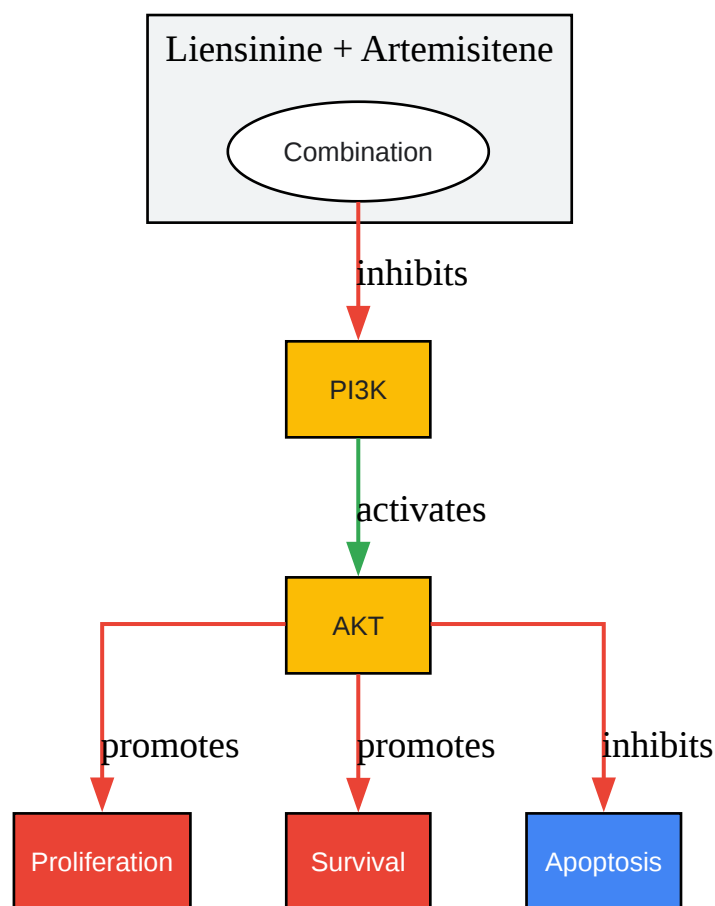 Liensinine + Artemisitene
Combination
inhibits
PI3K
activates
AKT
promotes
promotes
inhibits
Proliferation
Survival
Apoptosis